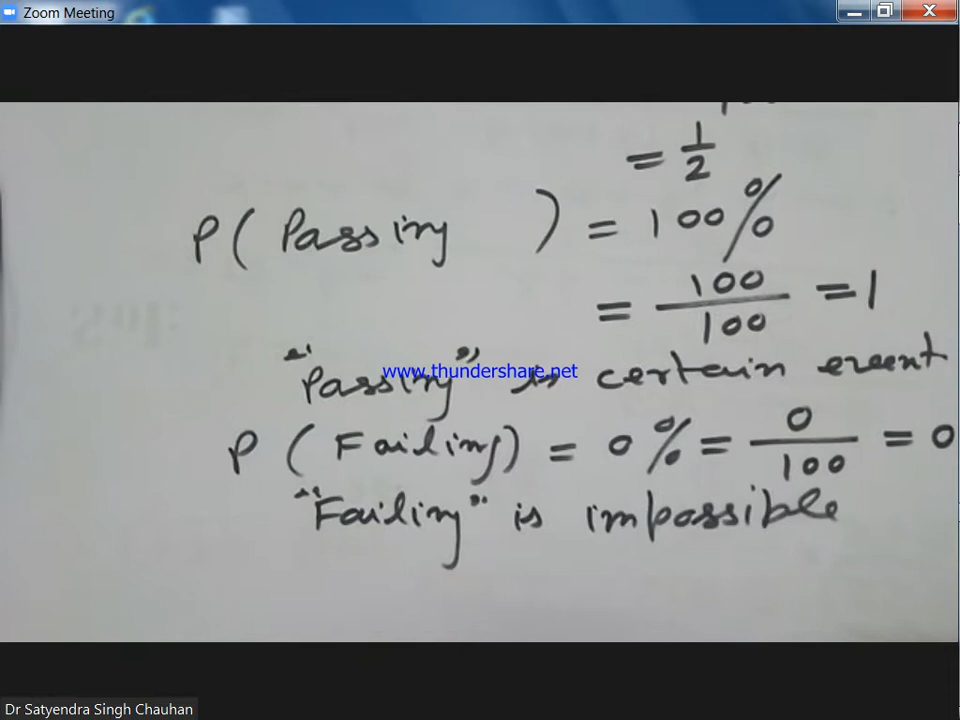 Zoom Meeting
= 1/2
P ( Passing ) = 100%
= 100/100 = 1
"Passing" is certain event
www.thundershare.net
P ( Failing) = 0% = 0/100 = 0
"Failing" is impossible
Dr Satyendra Singh Chauhan